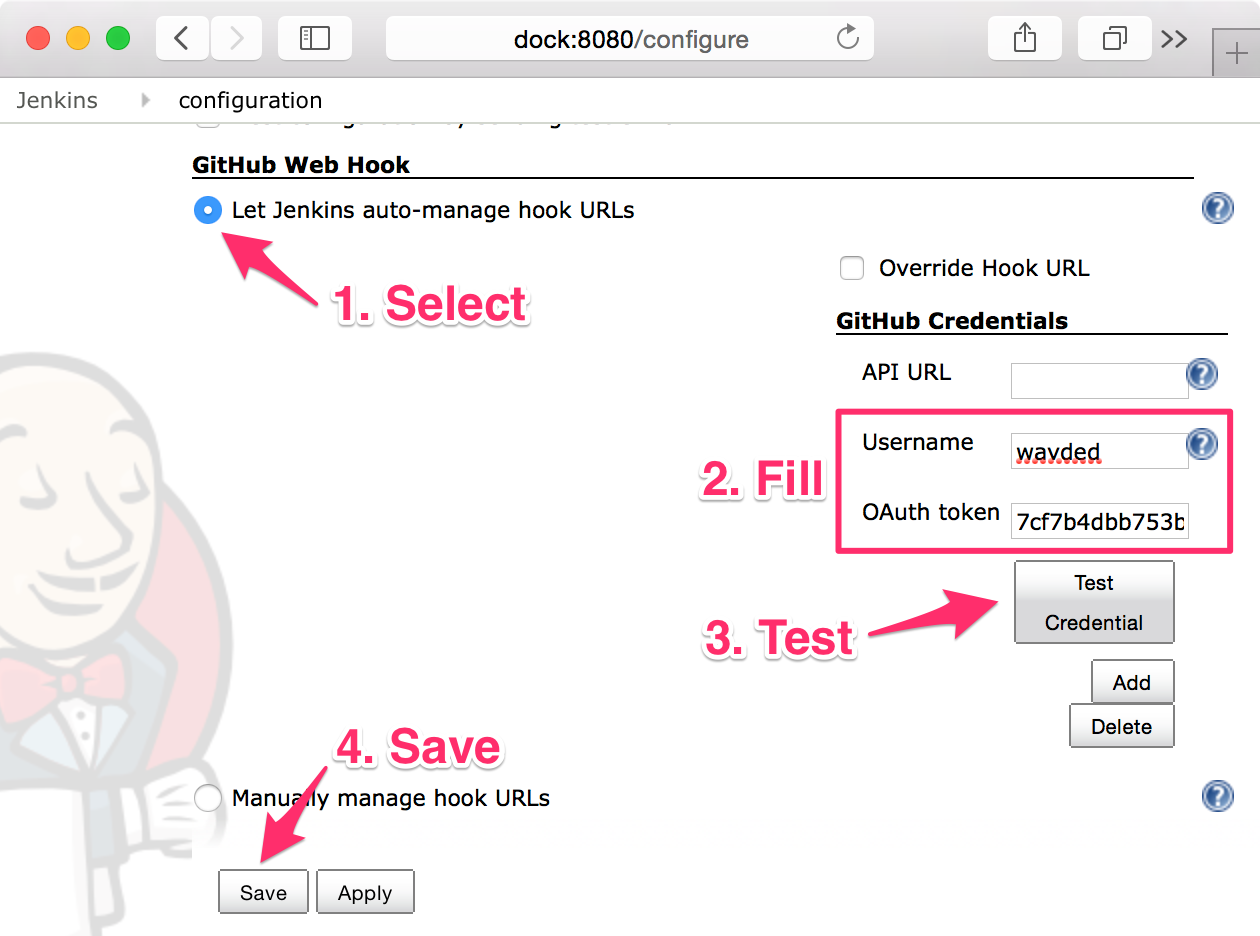 dock:8080/configure
Jenkins configuration
GitHub Web Hook
Let Jenkins auto-manage hook URLs
1. Select
Override Hook URL
GitHub Credentials
API URL
Username wavded
2. Fill
OAuth token 7cf7b4dbb753b
Test
Credential
3. Test
Add
Delete
4. Save
Manually manage hook URLs
Save Apply